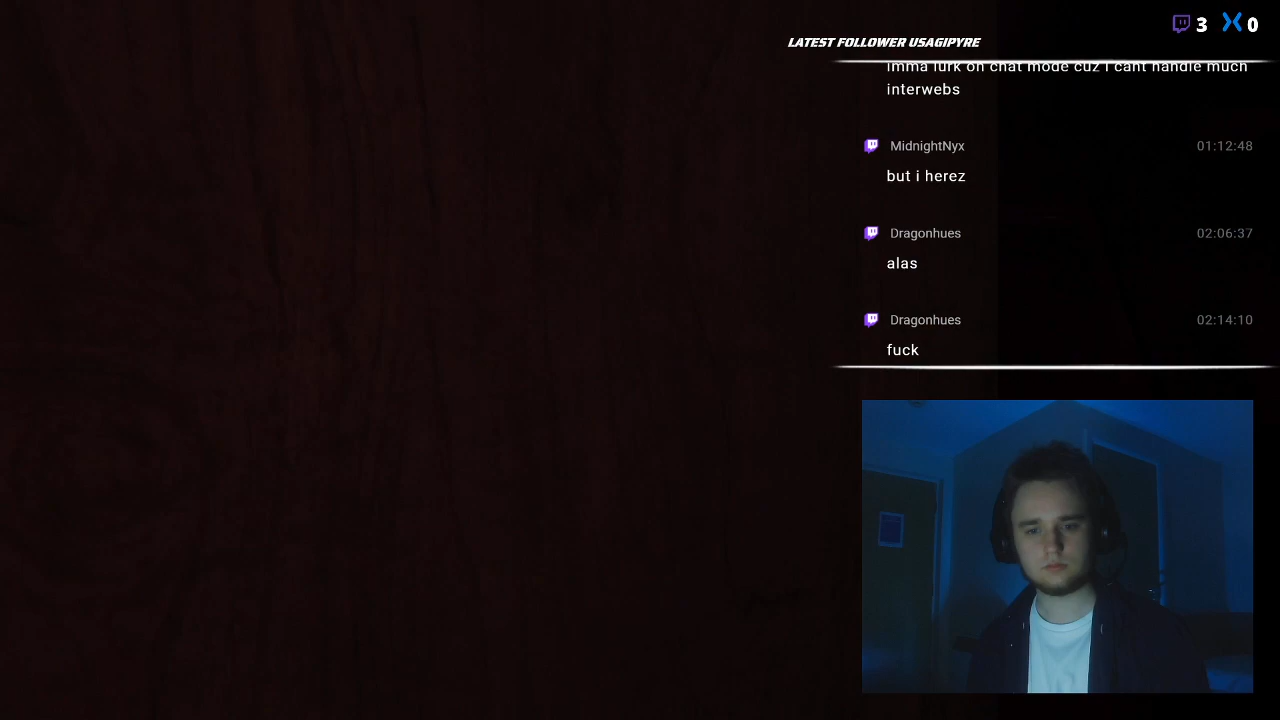 3 0
LATEST FOLLOWER USAGIPYRE
imma lurk on chat mode cuz i cant handle much
interwebs
MidnightNyx 01:12:48
but i herez
Dragonhues 02:06:37
alas
Dragonhues 02:14:10
fuck